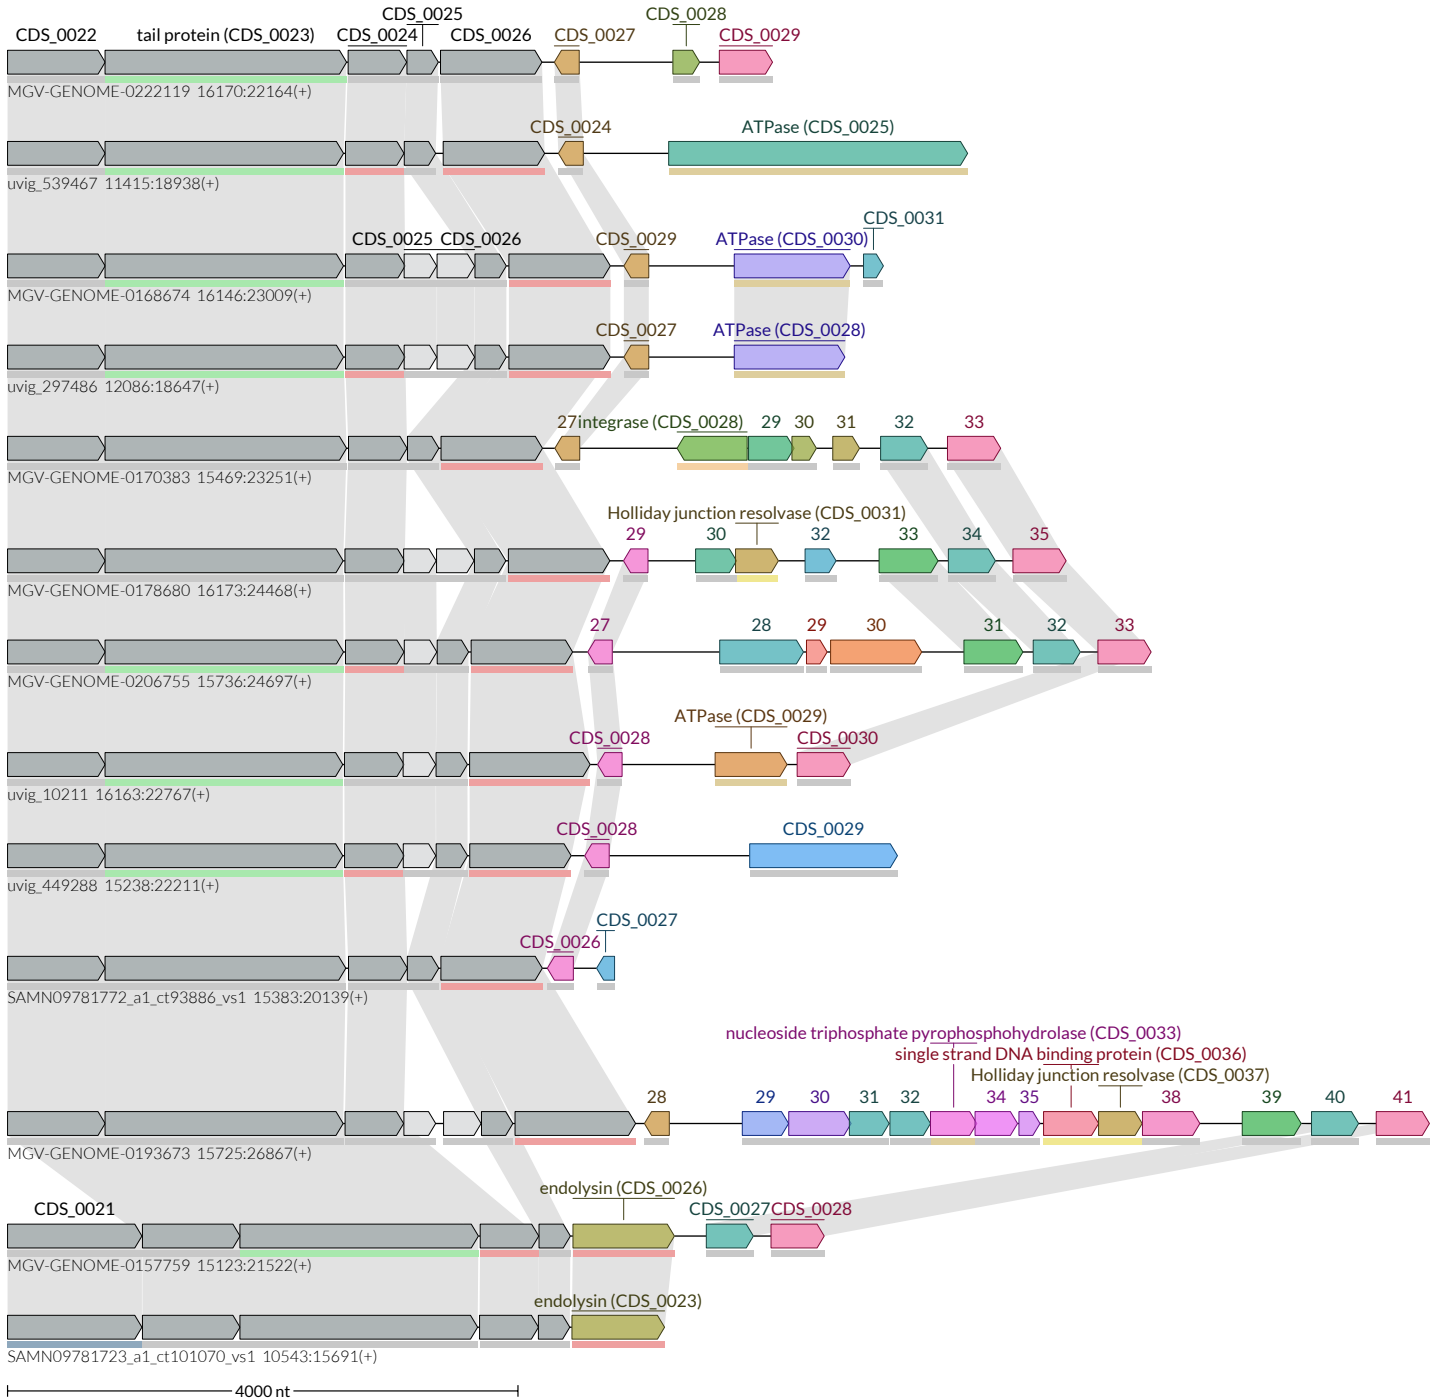 CDS_0025
CDS_0028
CDS_0022 tail protein (CDS_0023) CDS_0024 CDS_0026 CDS_0027 CDS_0029
MGV-GENOME-0222119 16170:22164(+)
CDS_0024 ATPase (CDS_0025)
uvig_539467 11415:18938(+)
CDS_0031
CDS_0025 CDS_0026 CDS_0029 ATPase (CDS_0030)
MGV-GENOME-0168674 16146:23009(+)
CDS_0027 ATPase (CDS_0028)
uvig_297486 12086:18647(+)
27 integrase (CDS_0028) 29 30 31 32 33
MGV-GENOME-0170383 15469:23251(+)
Holliday junction resolvase (CDS_0031)
29 30 32 33 34 35
MGV-GENOME-0178680 16173:24468(+)
27 28 29 30 31 32 33
MGV-GENOME-0206755 15736:24697(+)
ATPase (CDS_0029)
CDS_0028 CDS_0030
uvig_10211 16163:22767(+)
CDS_0028 CDS_0029
uvig_449288 15238:22211(+)
CDS_0027
CDS_0026
SAMN09781772_a1_ct93886_vs1 15383:20139(+)
nucleoside triphosphate pyrophosphohydrolase (CDS_0033)
single strand DNA binding protein (CDS_0036)
Holliday junction resolvase (CDS_0037)
28 29 30 31 32 34 35 38 39 40 41
MGV-GENOME-0193673 15725:26867(+)
endolysin (CDS_0026)
CDS_0021 CDS_0027 CDS_0028
MGV-GENOME-0157759 15123:21522(+)
endolysin (CDS_0023)
SAMN09781723_a1_ct101070_vs1 10543:15691(+)
4000 nt